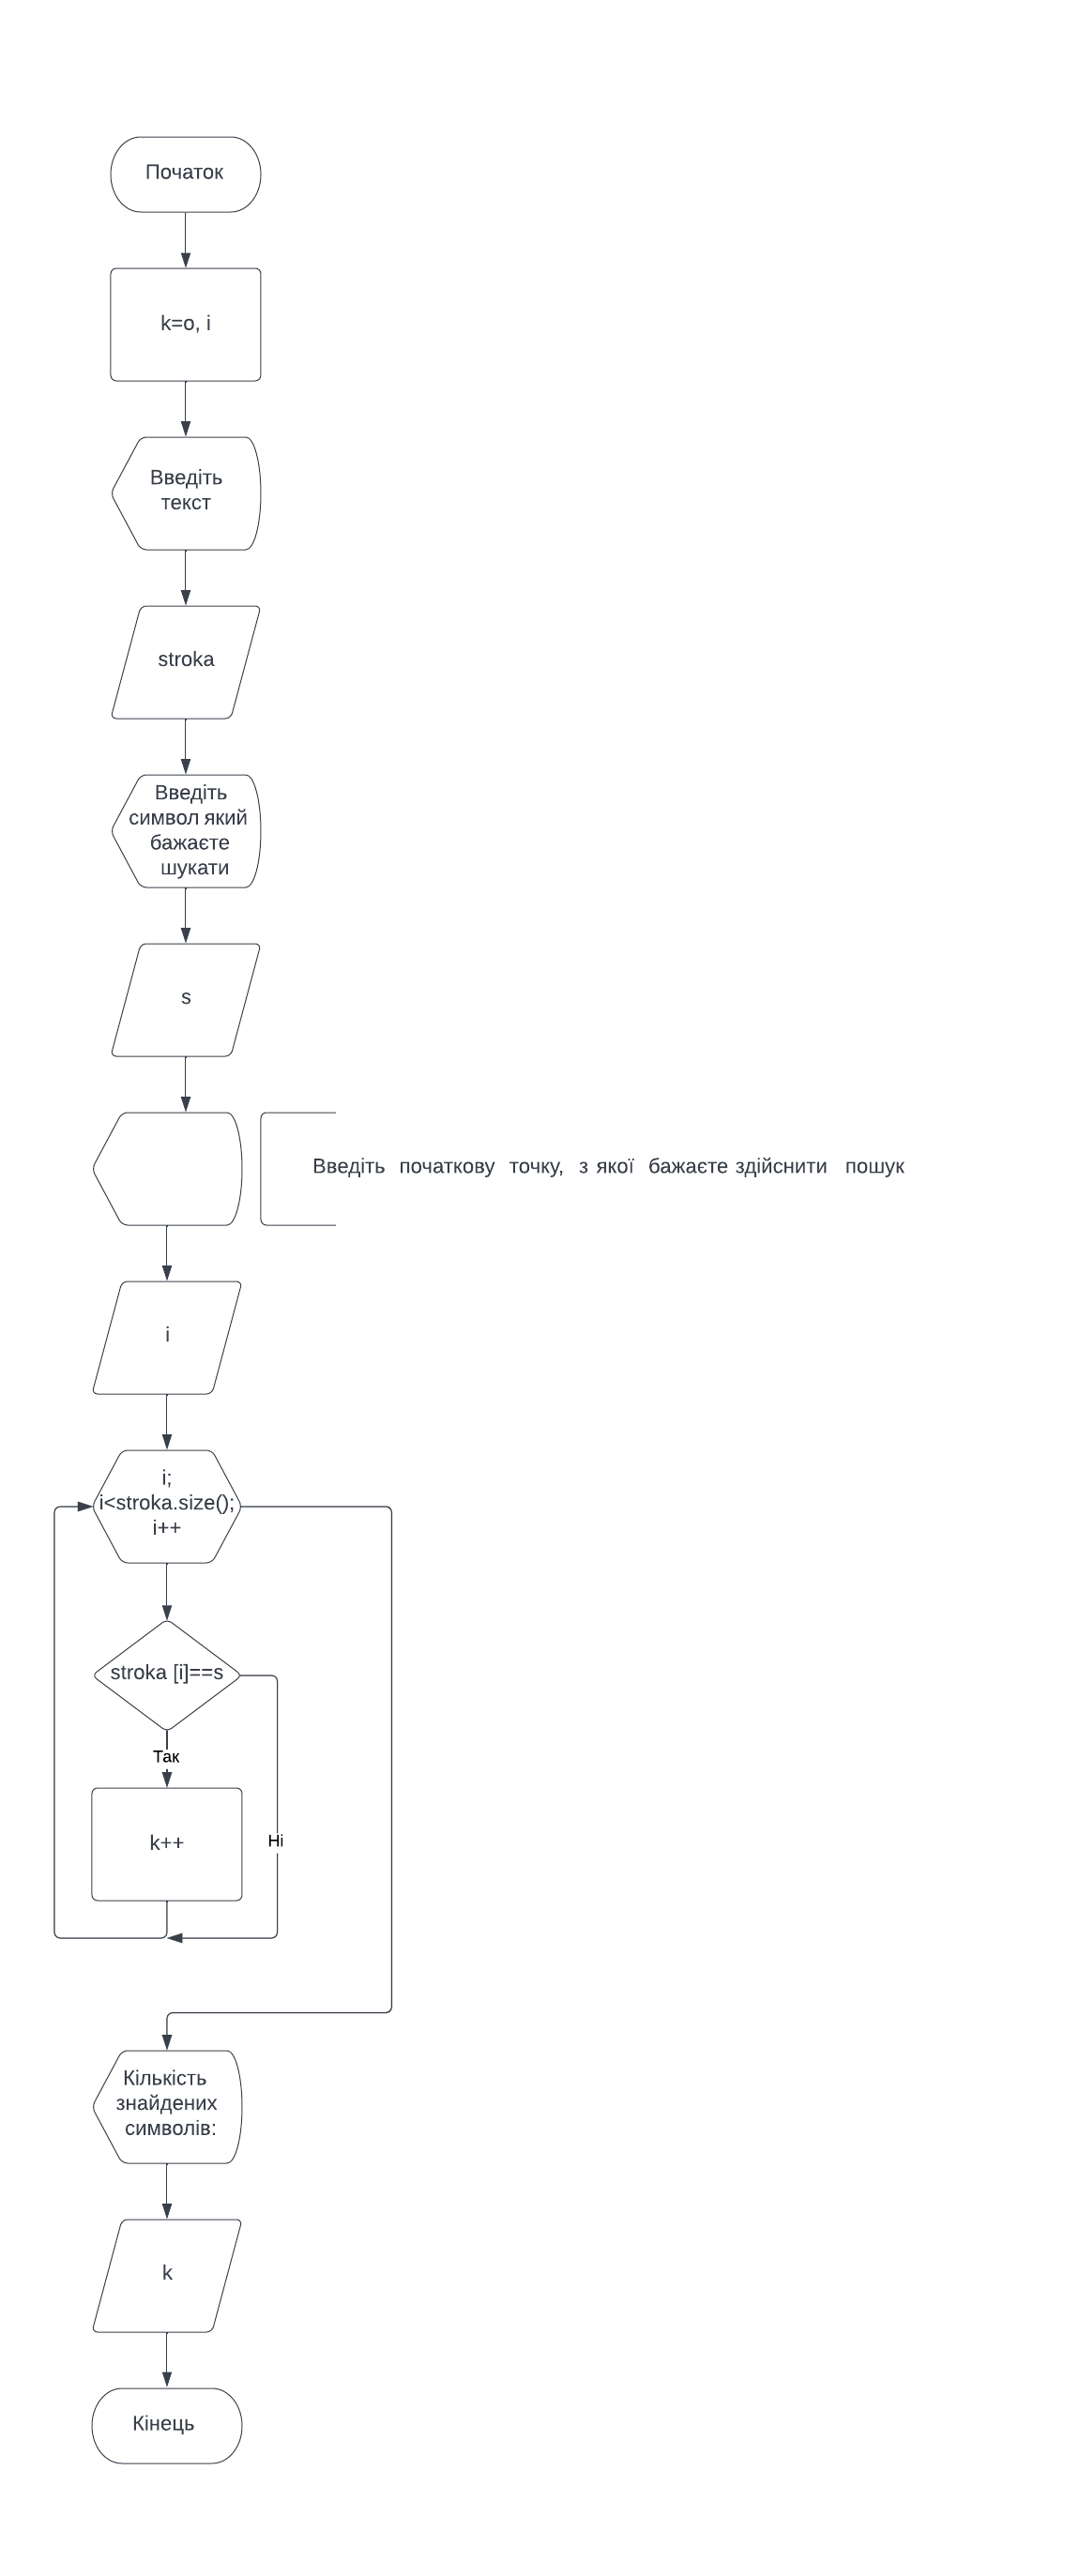 Початок
k=o, i
Введіть
текст
stroka
Введіть
символ який
бажаєте
шукати
s
Введіть початкову точку, з якої бажаєте здійснити пошук
i
i;
i<stroka.size();
i++
stroka [i]==s
Так
k++
Ні
Кількість
знайдених
символів:
k
Кінець